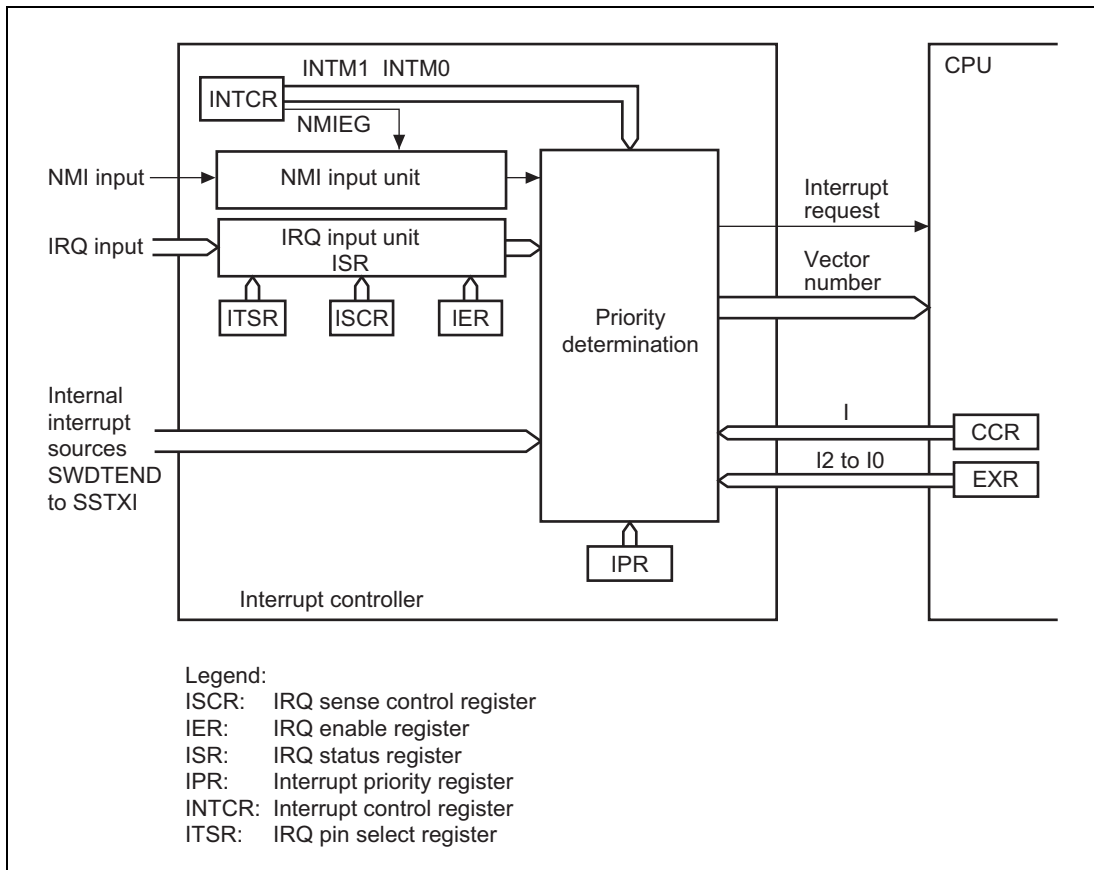 INTM1 INTM0
CPU
INTCR
NMIEG
NMI input
NMI input unit
Interrupt
request
IRQ input
IRQ input unit
ISR
Vector
number
ITSR
ISCR
IER
Priority
determination
Internal
interrupt
sources
SWDTEND
to SSTXI
I
CCR
I2 to I0
EXR
IPR
Interrupt controller
Legend:
ISCR: IRQ sense control register
IER: IRQ enable register
ISR: IRQ status register
IPR: Interrupt priority register
INTCR: Interrupt control register
ITSR: IRQ pin select register